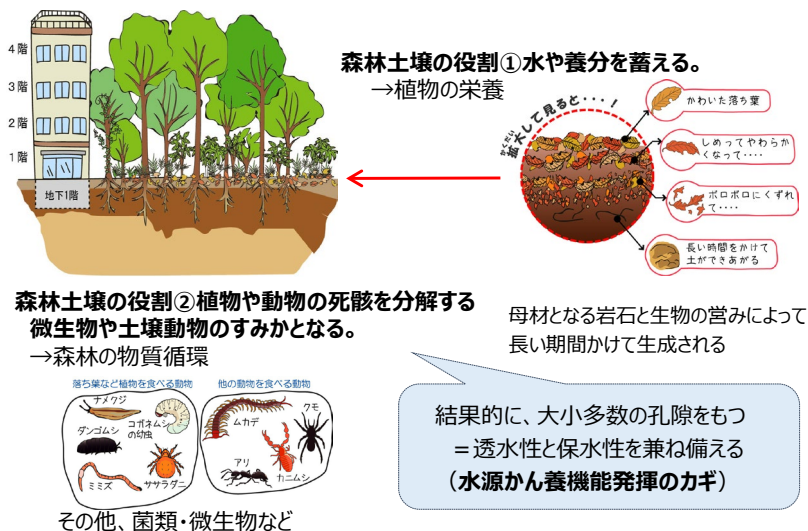 4階
3階
2階
1階
地下1階
森林土壌の役割①水や養分を蓄える。
→植物の栄養
かくだい
拡大して見ると・・・！
かわいた落ち葉
しめってやわらか
くなって・・・・
ボロボロにくずれ
て・・・・
長い時間をかけて
土ができあがる
母材となる岩石と生物の営みによって
長い期間かけて生成される
森林土壌の役割②植物や動物の死骸を分解する
微生物や土壌動物のすみかとなる。
→森林の物質循環
落ち葉など植物を食べる動物
ナメクジ
コガネムシ
の幼虫
ダンゴムシ
ミミズ
ササラダニ
他の動物を食べる動物
ムカデ
クモ
アリ
カニムシ
その他、菌類・微生物など
結果的に、大小多数の孔隙をもつ
＝透水性と保水性を兼ね備える
（水源かん養機能発揮のカギ）